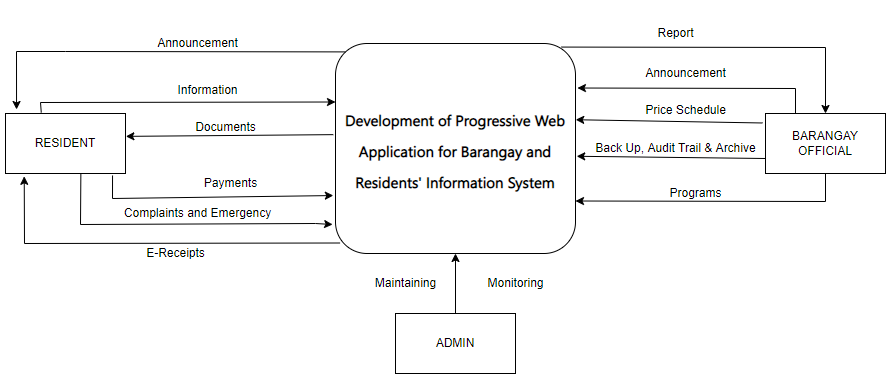 Report
Announcement
Announcement
Information
Price Schedule
Development of Progressive Web
Application for Barangay and
Residents' Information System
Documents
RESIDENT
BARANGAY
OFFICIAL
Back Up, Audit Trail & Archive
Payments
Programs
Complaints and Emergency
E-Receipts
Maintaining
Monitoring
ADMIN